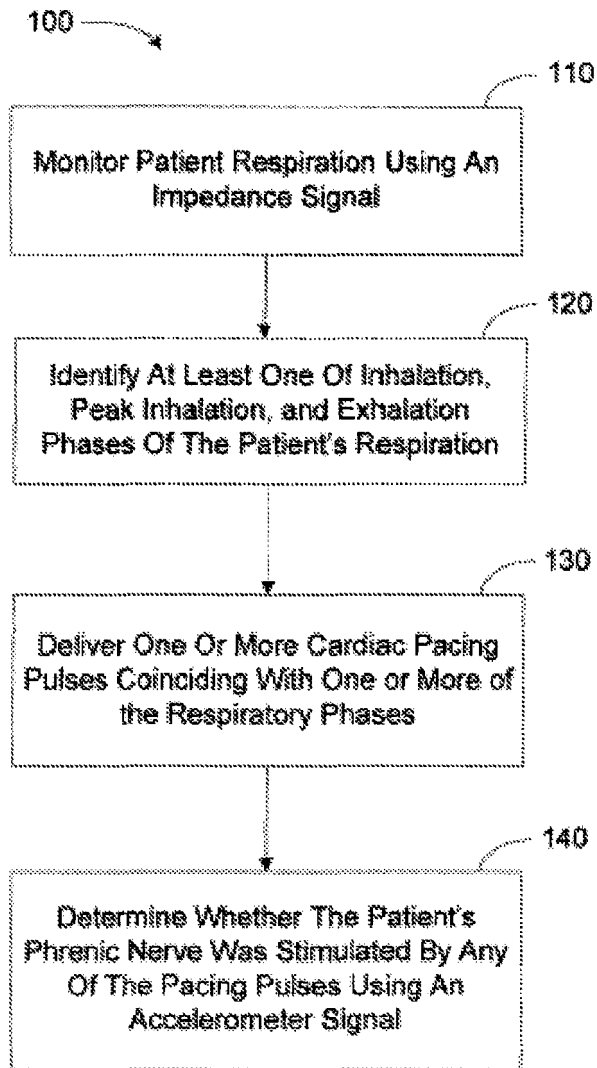 100
110
Monitor Patient Respiration Using An
Impedance Signal
120
Identify At Least One Of Inhalation,
Peak Inhalation, and Exhalation
Phases Of The Patient's Respiration
130
Deliver One Or More Cardiac Pacing
Pulses Coinciding With One or More of
the Respiratory Phases
140
Determine Whether The Patient's
Phrenic Nerve Was Stimulated By Any
Of The Pacing Pulses Using An
Accelerometer Signal